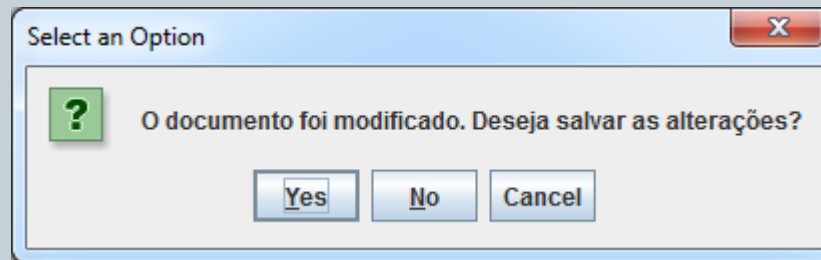 Select an Option
?
O documento foi modificado. Deseja salvar as alterações?
Yes No Cancel